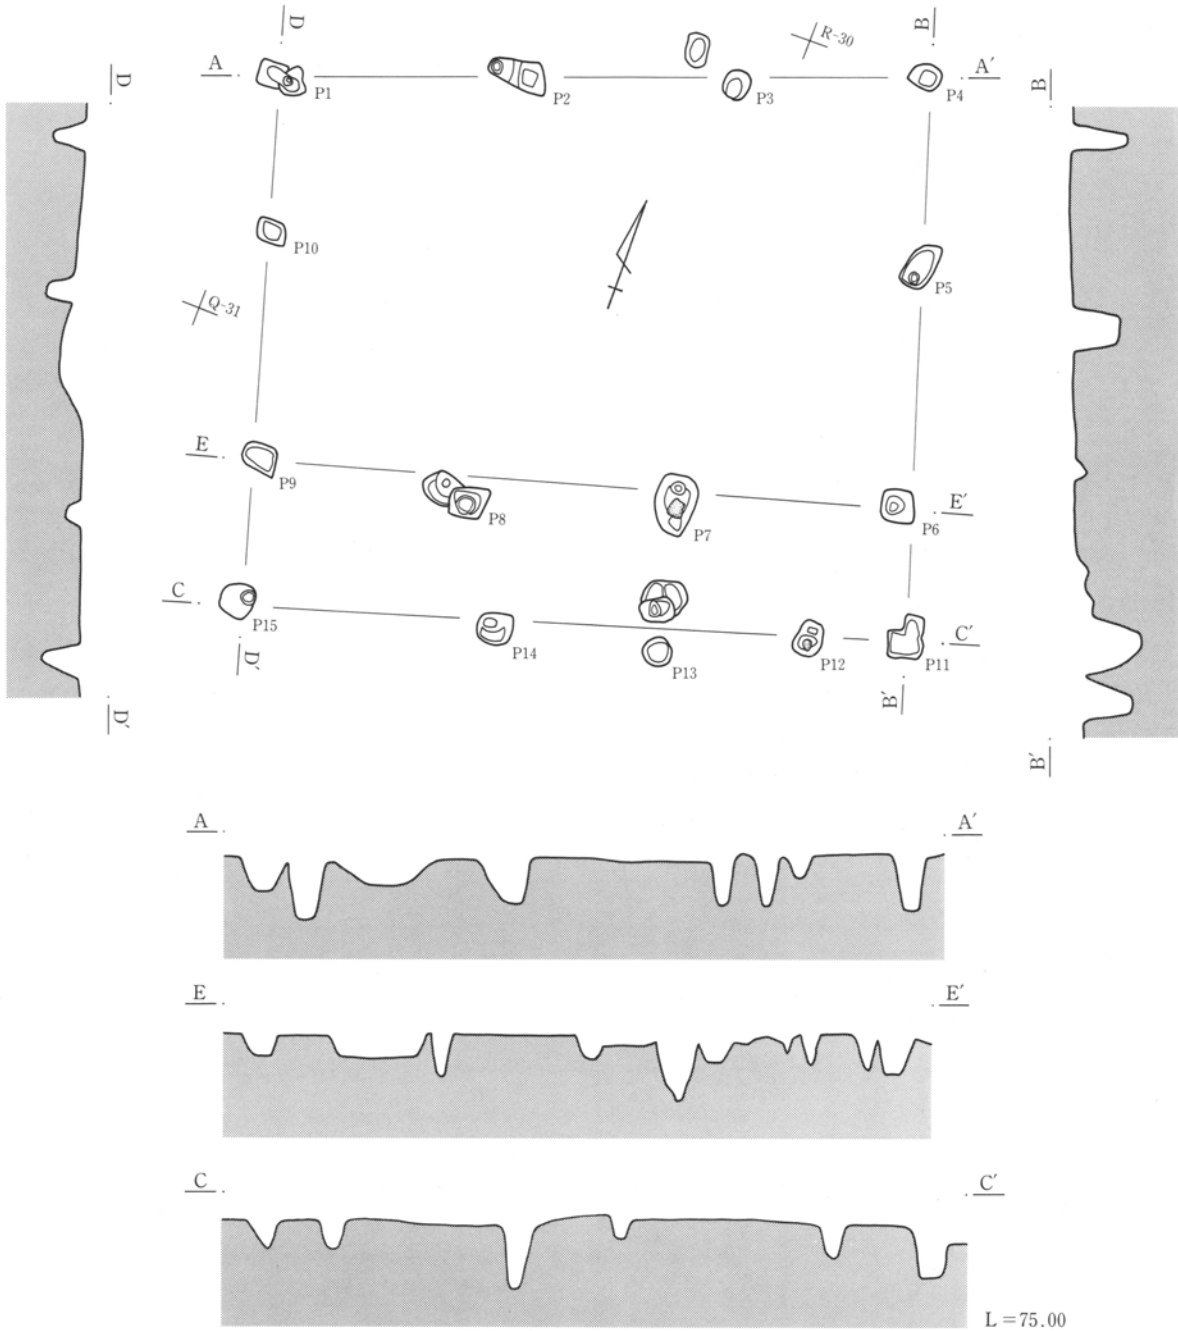 D
B
R-30
A
A′
P1
P2
P3
P4
D
B
P10
P5
Q-31
E
E′
P9
P8
P7
P6
C
C′
P15
P14
P13
P12
P11
D′
B′
D′
B′
A
A′
E
E′
C
C′
L=75.00